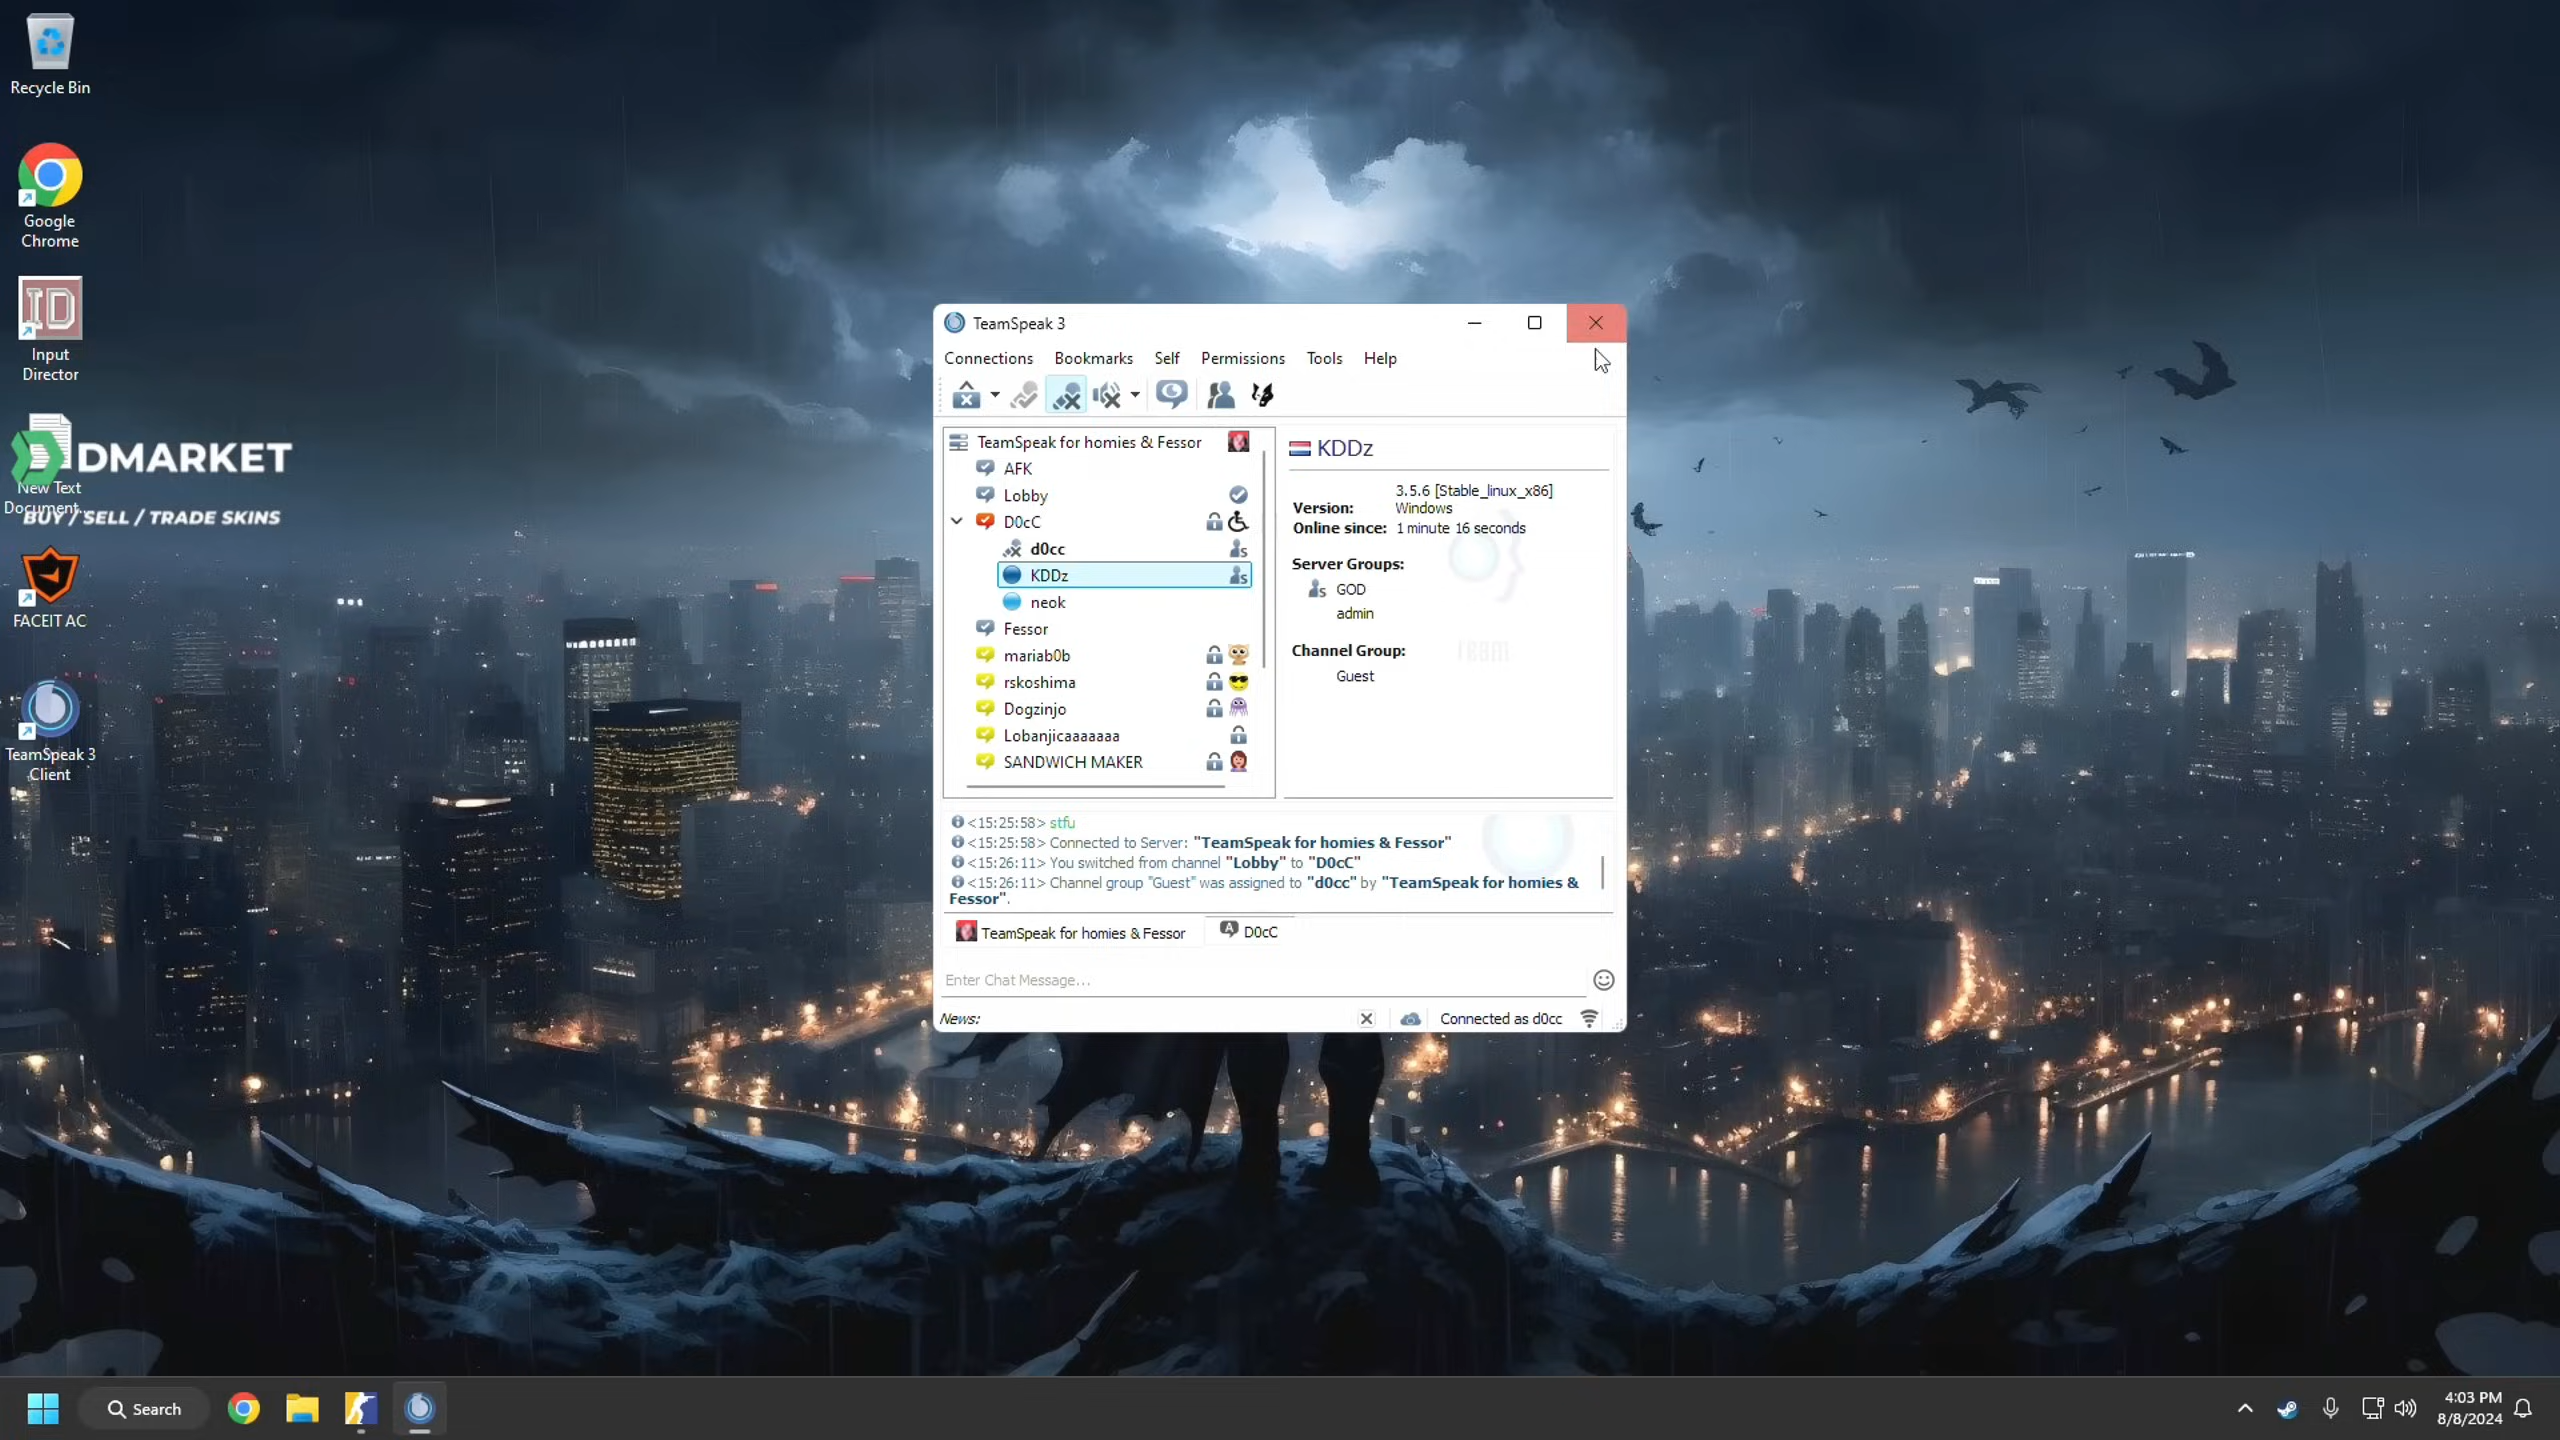 Recycle Bin
Google
Chrome
ID
Input
Director
DMARKET
New Text
Document...
BUY / SELL / TRADE SKINS
FACEIT AC
TeamSpeak 3
Client
TeamSpeak 3
Connections Bookmarks Self Permissions Tools Help
TeamSpeak for homies & Fessor
AFK
Lobby
D0cC
d0cc
KDDz
neok
Fessor
mariab0b
rskoshima
Dogzinjo
Lobanjicaaaaaaa
SANDWICH MAKER
KDDz
3.5.6 [Stable_linux_x86]
Version: Windows
Online since: 1 minute 16 seconds
Server Groups:
GOD
admin
Channel Group:
Guest
<15:25:58> stfu
<15:25:58> Connected to Server: "TeamSpeak for homies & Fessor"
<15:26:11> You switched from channel "Lobby" to "D0cC"
<15:26:11> Channel group "Guest" was assigned to "d0cc" by "TeamSpeak for homies &
Fessor".
TeamSpeak for homies & Fessor D0cC
Enter Chat Message...
News: Connected as d0cc
Search
4:03 PM
8/8/2024